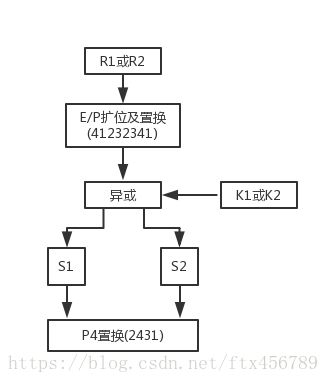 R1或R2
E/P扩位及置换
(41232341)
异或
K1或K2
S1
S2
P4置换(2431)
https://blog.csdn.net/ftx456789